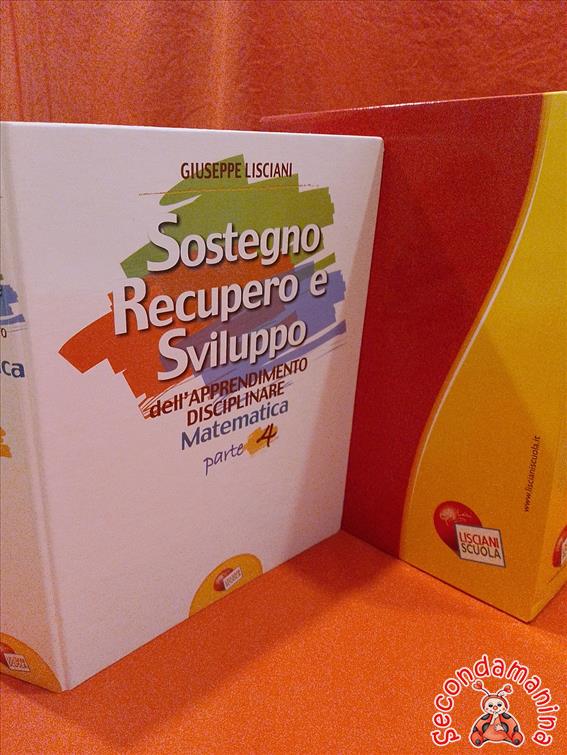 GIUSEPPE LISCIANI
Sostegno
Recupero e
Sviluppo
dell'APPRENDIMENTO
DISCIPLINARE
Matematica
parte 4
www.liscianiscuola.it
LISCIANI
SCUOLA
Secondamanina